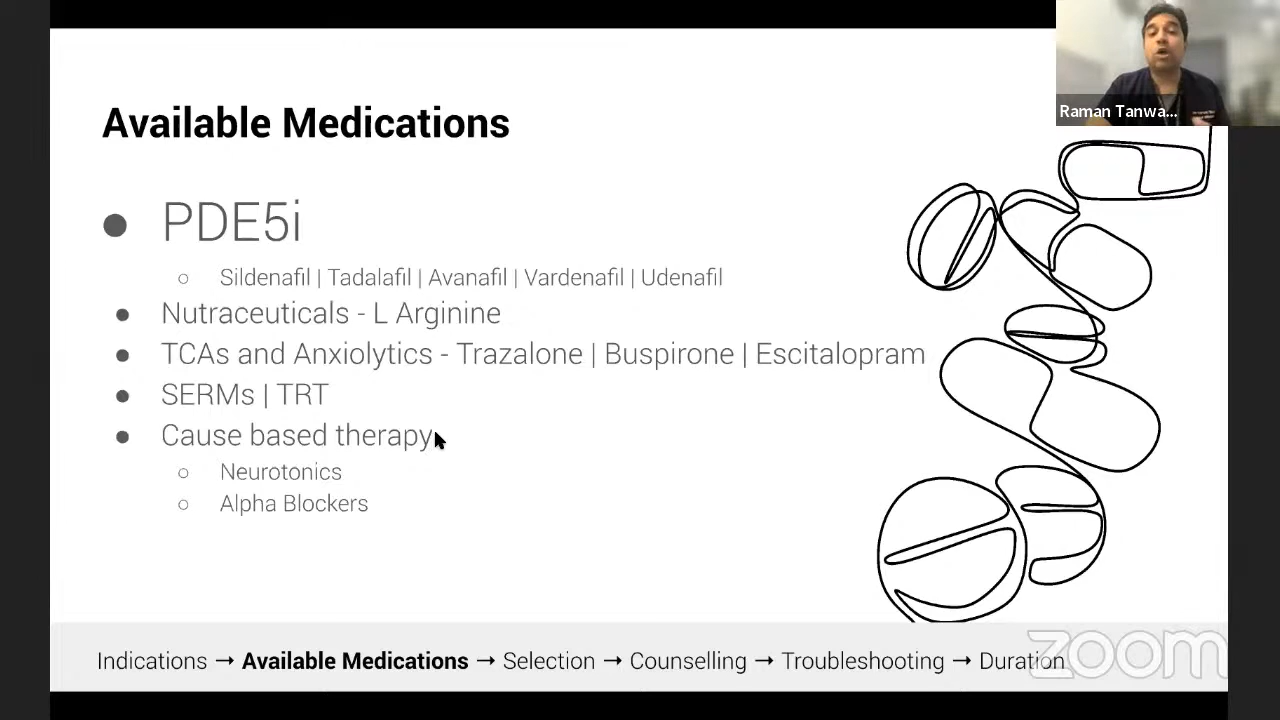 Available Medications
Raman Tanwa...
● PDE5i
○ Sildenafil | Tadalafil | Avanafil | Vardenafil | Udenafil
● Nutraceuticals - L Arginine
● TCAs and Anxiolytics - Trazalone | Buspirone | Escitalopram
● SERMs | TRT
● Cause based therapy
○ Neurotonics
○ Alpha Blockers
Indications → Available Medications → Selection → Counselling → Troubleshooting → Duration
zoom